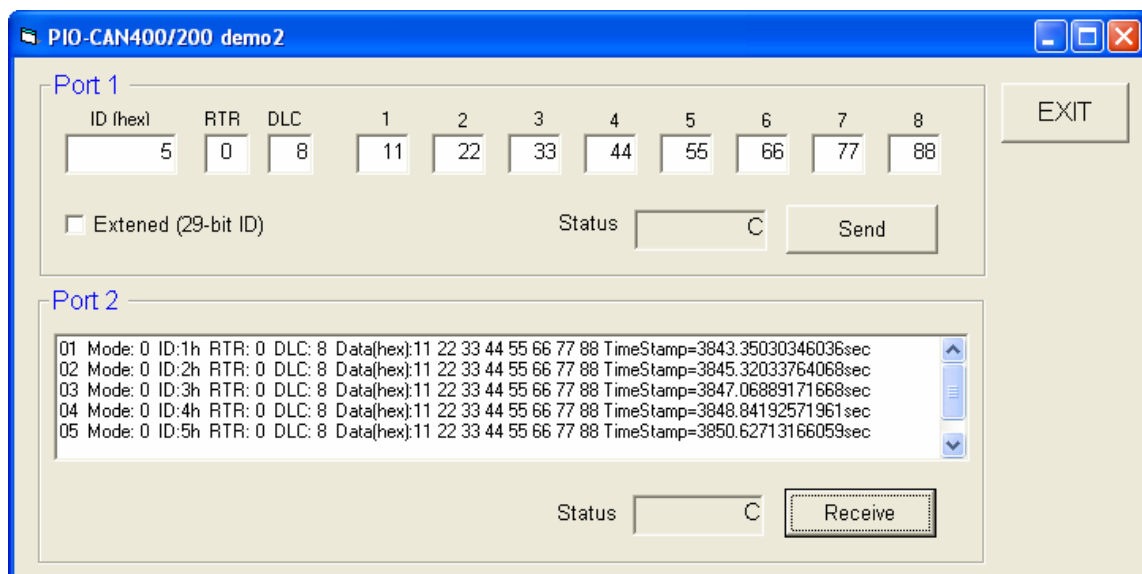 PIO-CAN400/200 demo2
Port 1
EXIT
ID (hex) RTR DLC 1 2 3 4 5 6 7 8
5 0 8 11 22 33 44 55 66 77 88
Extened (29-bit ID) Status C Send
Port 2
01 Mode: 0 ID:1h RTR: 0 DLC: 8 Data(hex):11 22 33 44 55 66 77 88 TimeStamp=3843.35030346036sec
02 Mode: 0 ID:2h RTR: 0 DLC: 8 Data(hex):11 22 33 44 55 66 77 88 TimeStamp=3845.32033764068sec
03 Mode: 0 ID:3h RTR: 0 DLC: 8 Data(hex):11 22 33 44 55 66 77 88 TimeStamp=3847.06889171668sec
04 Mode: 0 ID:4h RTR: 0 DLC: 8 Data(hex):11 22 33 44 55 66 77 88 TimeStamp=3848.84192571961sec
05 Mode: 0 ID:5h RTR: 0 DLC: 8 Data(hex):11 22 33 44 55 66 77 88 TimeStamp=3850.62713166059sec
Status C Receive